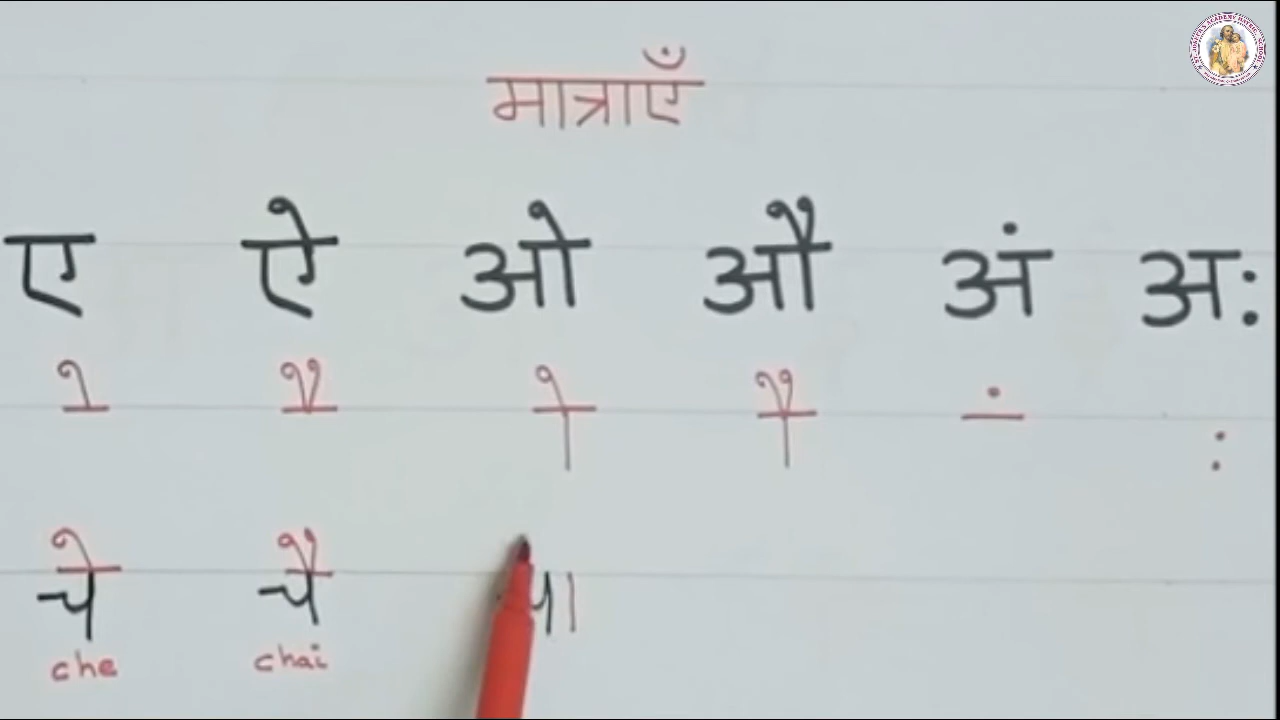 मात्राएँ
ए ऐ ओ औ अं अः
े ै ो ौ ं ः
चे चै
che chai